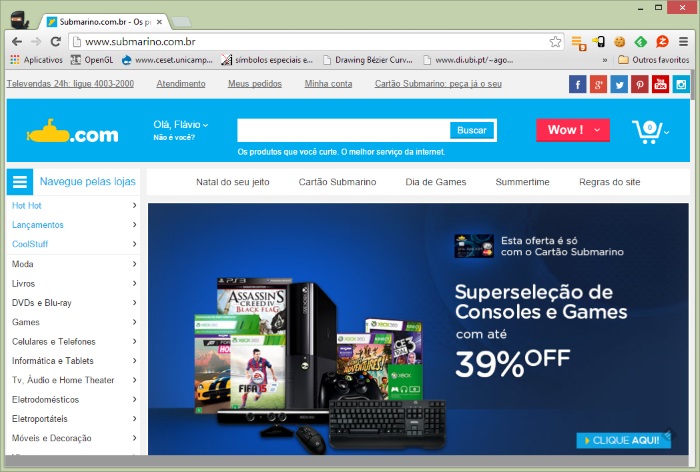 Submarino.com.br - Os pr
www.submarino.com.br
Aplicativos OpenGL www.ceset.unicamp... símbolos especiais e... Drawing Bézier Curv... www.di.ubi.pt/~ago... » Outros favoritos
Televendas 24h: ligue 4003-2000 Atendimento Meus pedidos Minha conta Cartão Submarino: peça já o seu
.com
Olá, Flávio
Não é você?
Buscar
Wow !
0
Os produtos que você curte. O melhor serviço da internet.
Navegue pelas lojas
Natal do seu jeito Cartão Submarino Dia de Games Summertime Regras do site
Hot Hot
Lançamentos
CoolStuff
Moda
Livros
DVDs e Blu-ray
Games
Celulares e Telefones
Informática e Tablets
Tv, Áudio e Home Theater
Eletrodomésticos
Eletroportáteis
Móveis e Decoração
Esta oferta é só
com o Cartão Submarino
Superseleção de
Consoles e Games
com até
39%OFF
CLIQUE AQUI!
PS3
ASSASSIN'S
CREED IV
BLACK FLAG
XBOX 360
FIFA 15
KINECT
ADVENTURES!
DANCE
CENTRAL 3
XBOX